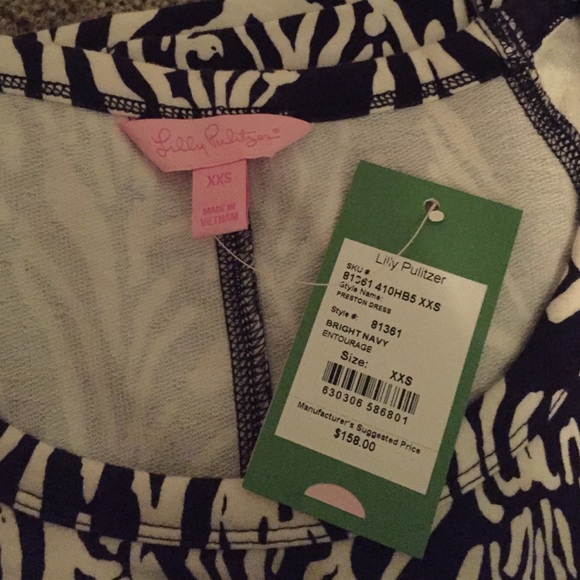 Lilly Pulitzer®
XXS
MADE IN
VIETNAM
Lilly Pulitzer
SKU #
81361 410HB5 XXS
Style Name:
PRESTON DRESS
Style #: 81361
BRIGHT NAVY
ENTOURAGE
Size: XXS
630306 586801
Manufacturer's Suggested Price
$158.00